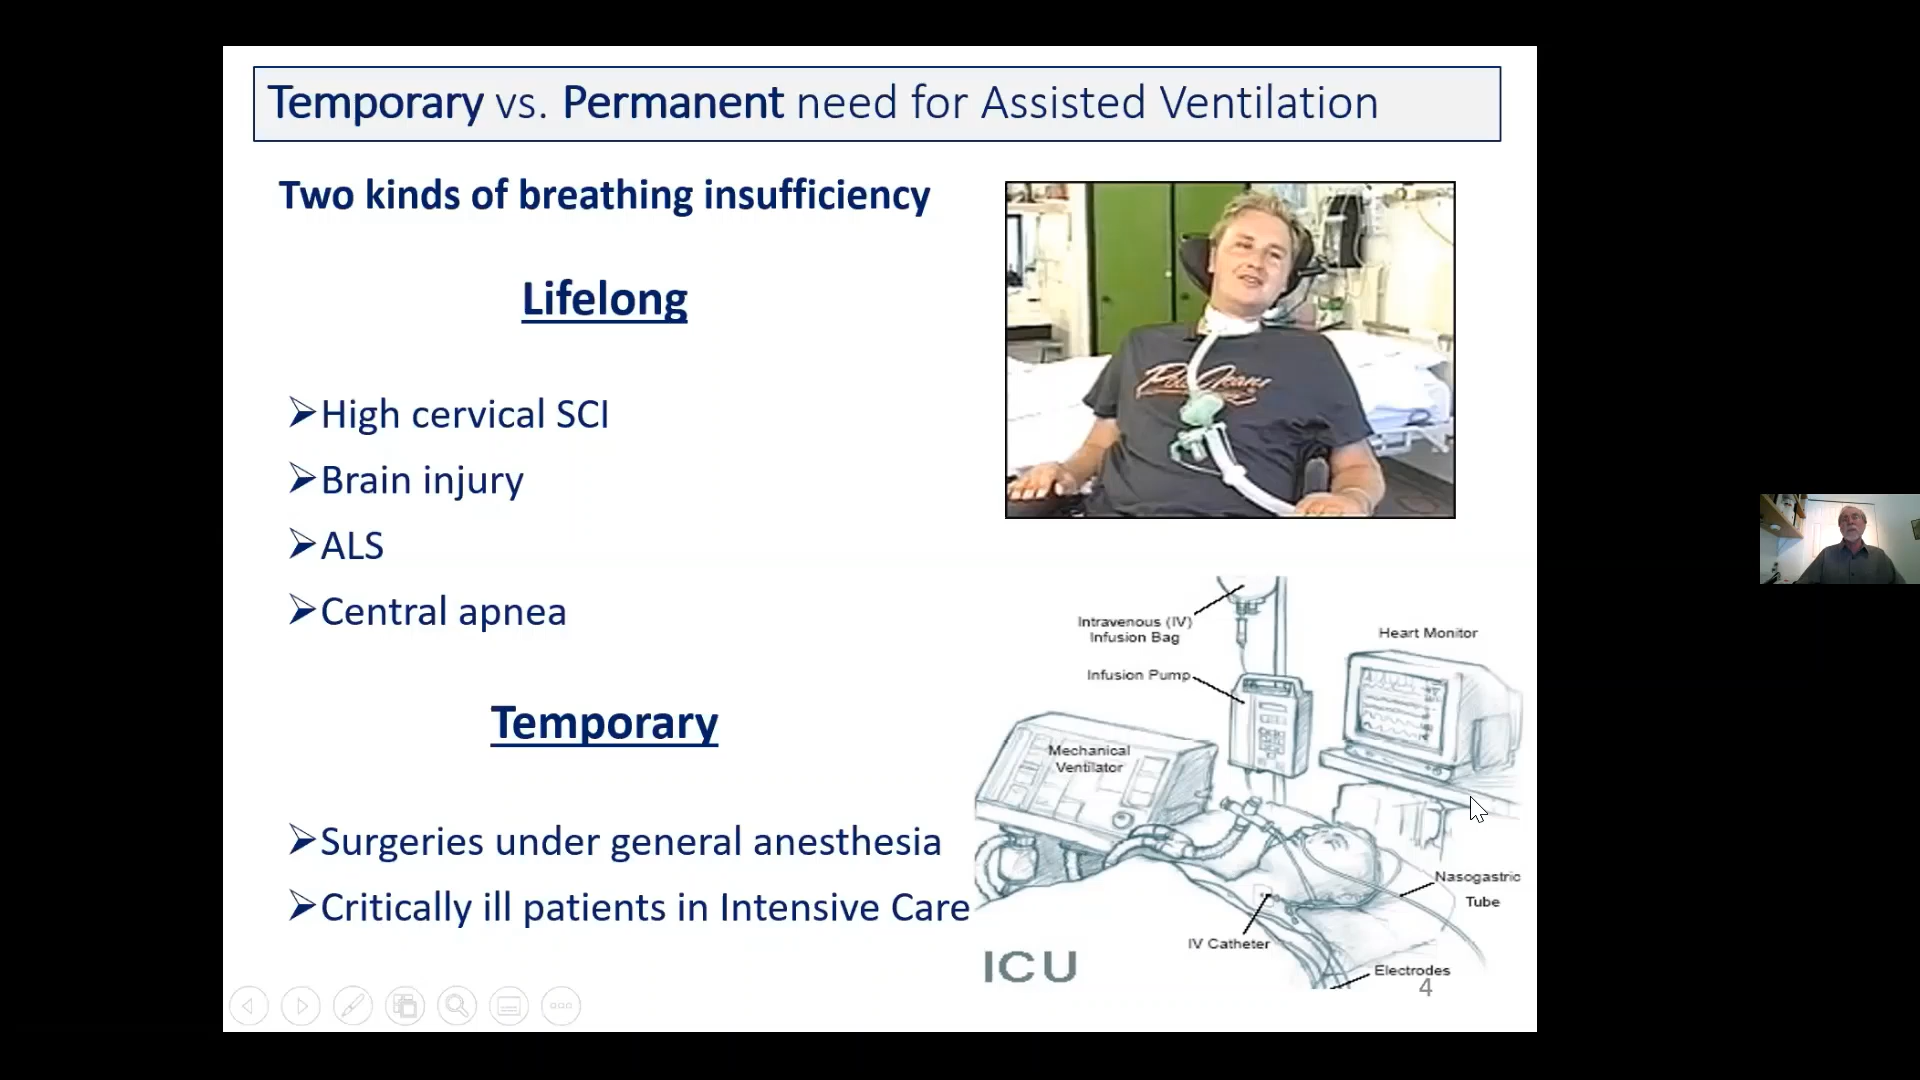 Temporary vs. Permanent need for Assisted Ventilation
Two kinds of breathing insufficiency
Lifelong
➢High cervical SCI
➢Brain injury
➢ALS
➢Central apnea
Temporary
➢Surgeries under general anesthesia
➢Critically ill patients in Intensive Care
Intravenous (IV)
Infusion Bag
Heart Monitor
Infusion Pump
Mechanical
Ventilator
Nasogastric
Tube
IV Catheter
ICU
Electrodes
4